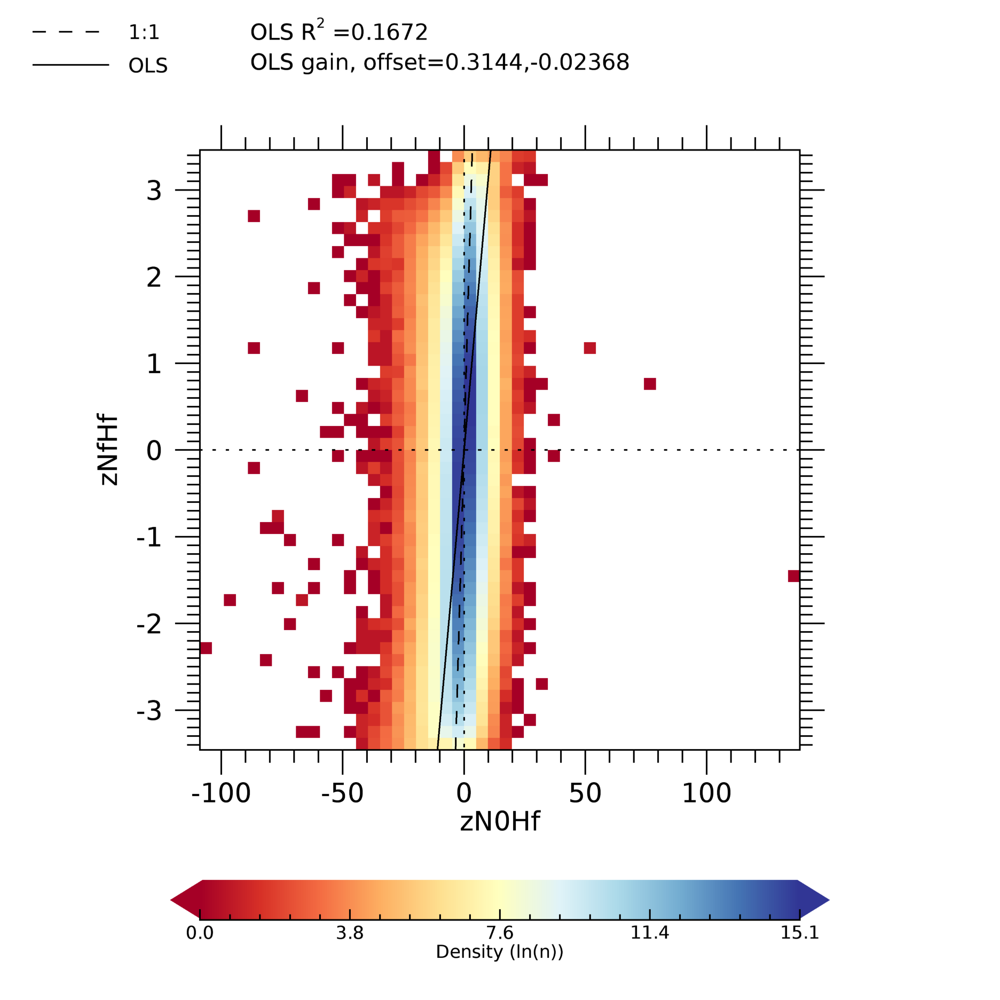 1:1
OLS
OLS R² =0.1672
OLS gain, offset=0.3144,-0.02368
zNfHf
3
2
1
0
-1
-2
-3
-100 -50 0 50 100
zN0Hf
0.0 3.8 7.6 11.4 15.1
Density (ln(n))